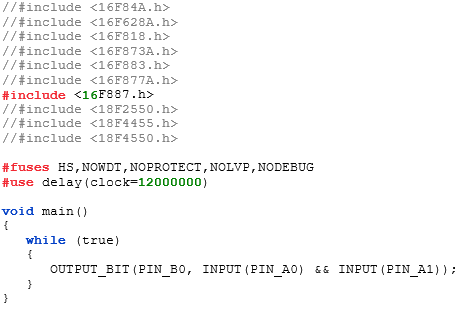 //#include <16F84A.h>
//#include <16F628A.h>
//#include <16F818.h>
//#include <16F873A.h>
//#include <16F883.h>
//#include <16F877A.h>
#include <16F887.h>
//#include <18F2550.h>
//#include <18F4455.h>
//#include <18F4550.h>

#fuses HS,NOWDT,NOPROTECT,NOLVP,NODEBUG
#use delay(clock=12000000)

void main()
{
   while (true)
   {
      OUTPUT_BIT(PIN_B0, INPUT(PIN_A0) && INPUT(PIN_A1));
   }
}